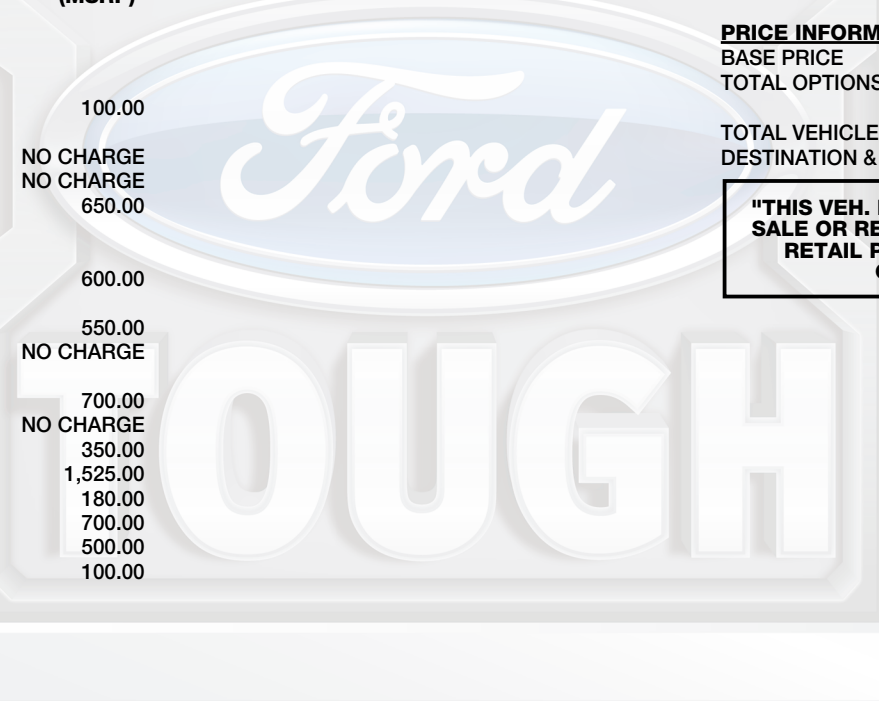 (MSRP)
100.00
NO CHARGE
NO CHARGE
650.00
600.00
550.00
NO CHARGE
700.00
NO CHARGE
350.00
1,525.00
180.00
700.00
500.00
100.00
PRICE INFORM
BASE PRICE
TOTAL OPTIONS
TOTAL VEHICLE
DESTINATION &
"THIS VEH.
SALE OR RE
RETAIL
Ford
TOUGH